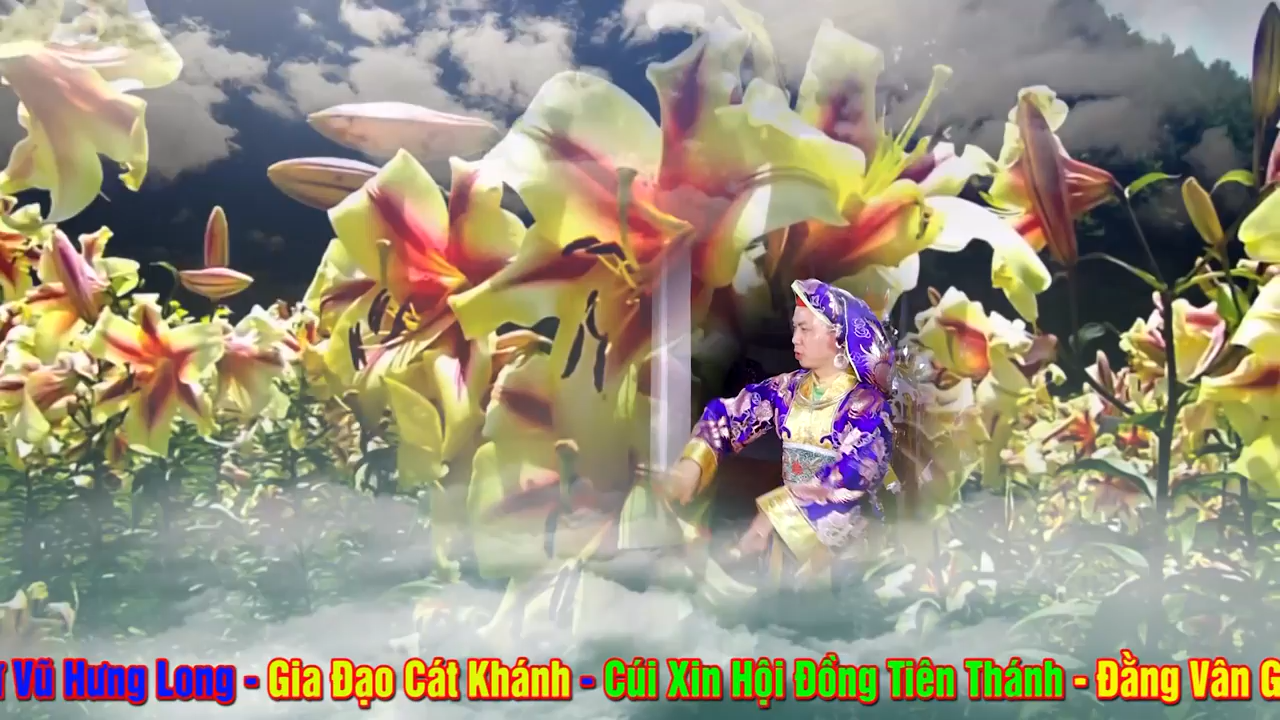 Vũ Hưng Long - Gia Đạo Cát Khánh - Cúi Xin Hội Đồng Tiên Thánh - Đằng Vân